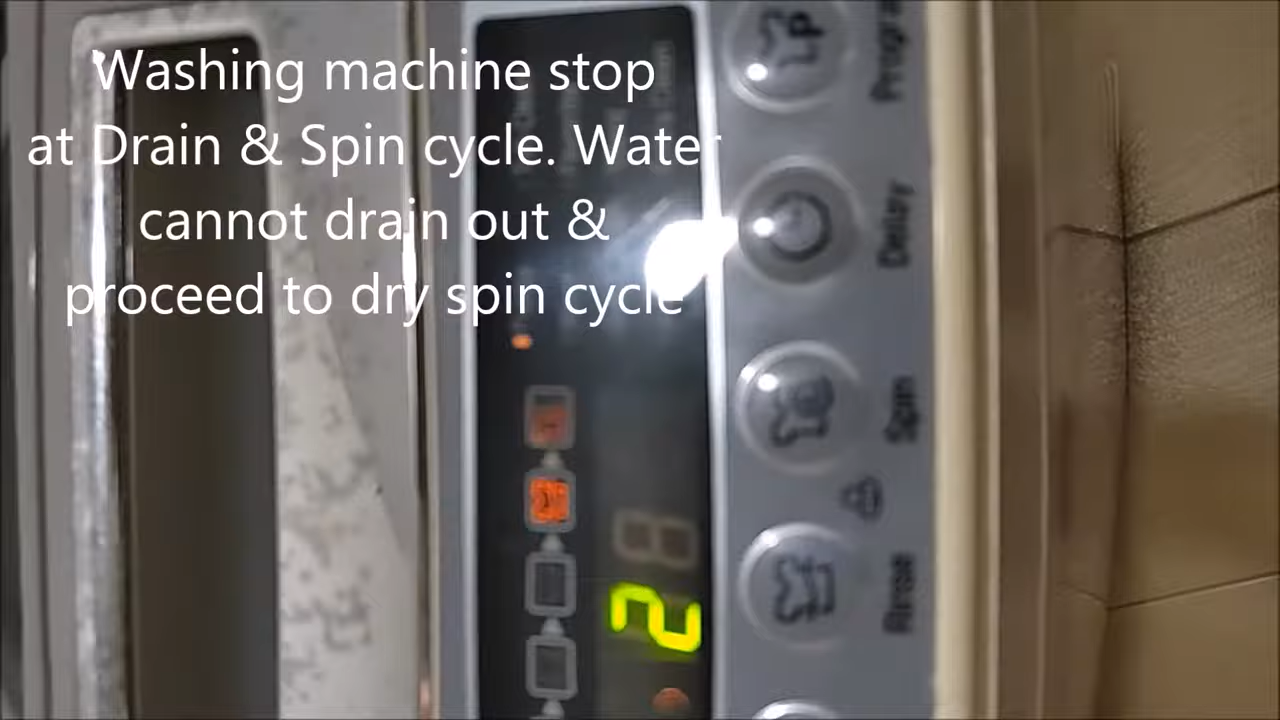 Washing machine stop
at Drain & Spin cycle. Water
cannot drain out &
proceed to dry spin cycle
Progra
Delay
Spin
Rinse
2